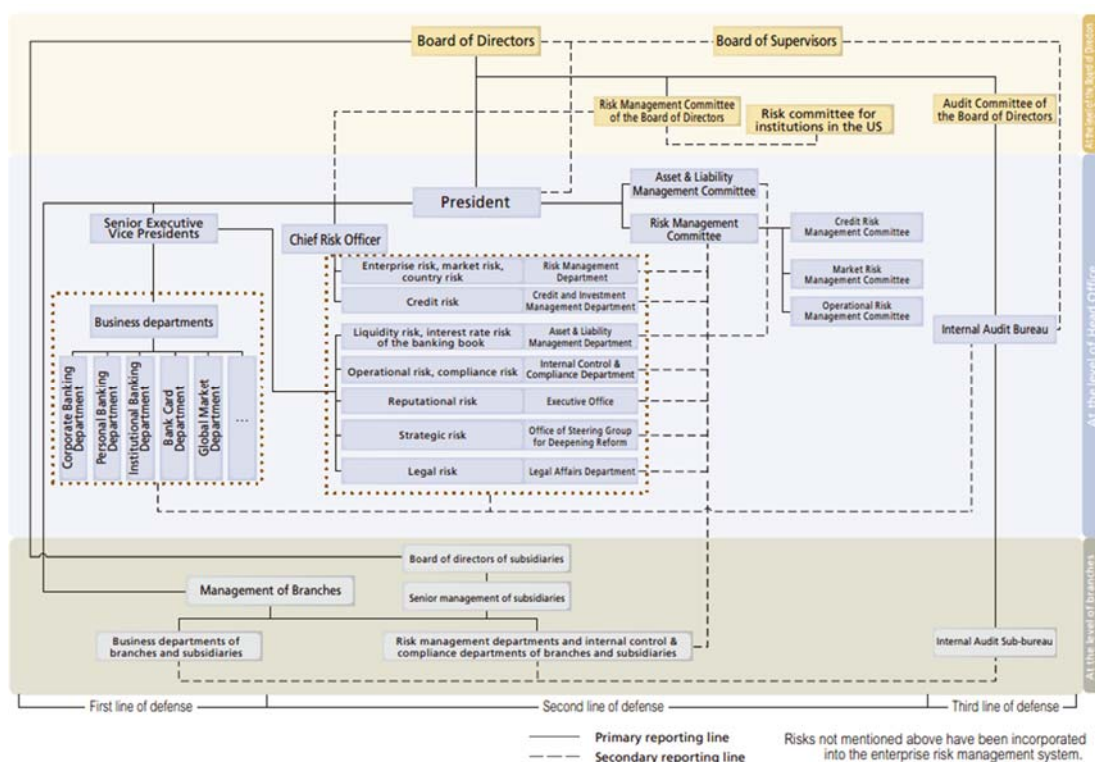 Board of Directors
Board of Supervisors
Risk Management Committee
of the Board of Directors
Risk committee for
institutions in the US
Audit Committee of
the Board of Directors
At the level of the Board of Directors
President
Asset & Liability
Management Committee
Senior Executive
Vice Presidents
Chief Risk Officer
Risk Management
Committee
Credit Risk
Management Committee
Market Risk
Management Committee
Operational Risk
Management Committee
Enterprise risk, market risk,
country risk
Risk Management
Department
Credit risk
Credit and Investment
Management Department
Business departments
Liquidity risk, interest rate risk
of the banking book
Asset & Liability
Management Department
Internal Audit Bureau
Operational risk, compliance risk
Internal Control &
Compliance Department
Corporate Banking
Department
Personal Banking
Department
Institutional Banking
Department
Bank Card
Department
Global Market
Department
...
Reputational risk
Executive Office
Strategic risk
Office of Steering Group
for Deepening Reform
Legal risk
Legal Affairs Department
At the level of Head Office
Board of directors of subsidiaries
Management of Branches
Senior management of subsidiaries
Business departments of
branches and subsidiaries
Risk management departments and internal control &
compliance departments of branches and subsidiaries
Internal Audit Sub-bureau
At the level of branches
First line of defense
Second line of defense
Third line of defense
Primary reporting line
Secondary reporting line
Risks not mentioned above have been incorporated
into the enterprise risk management system.